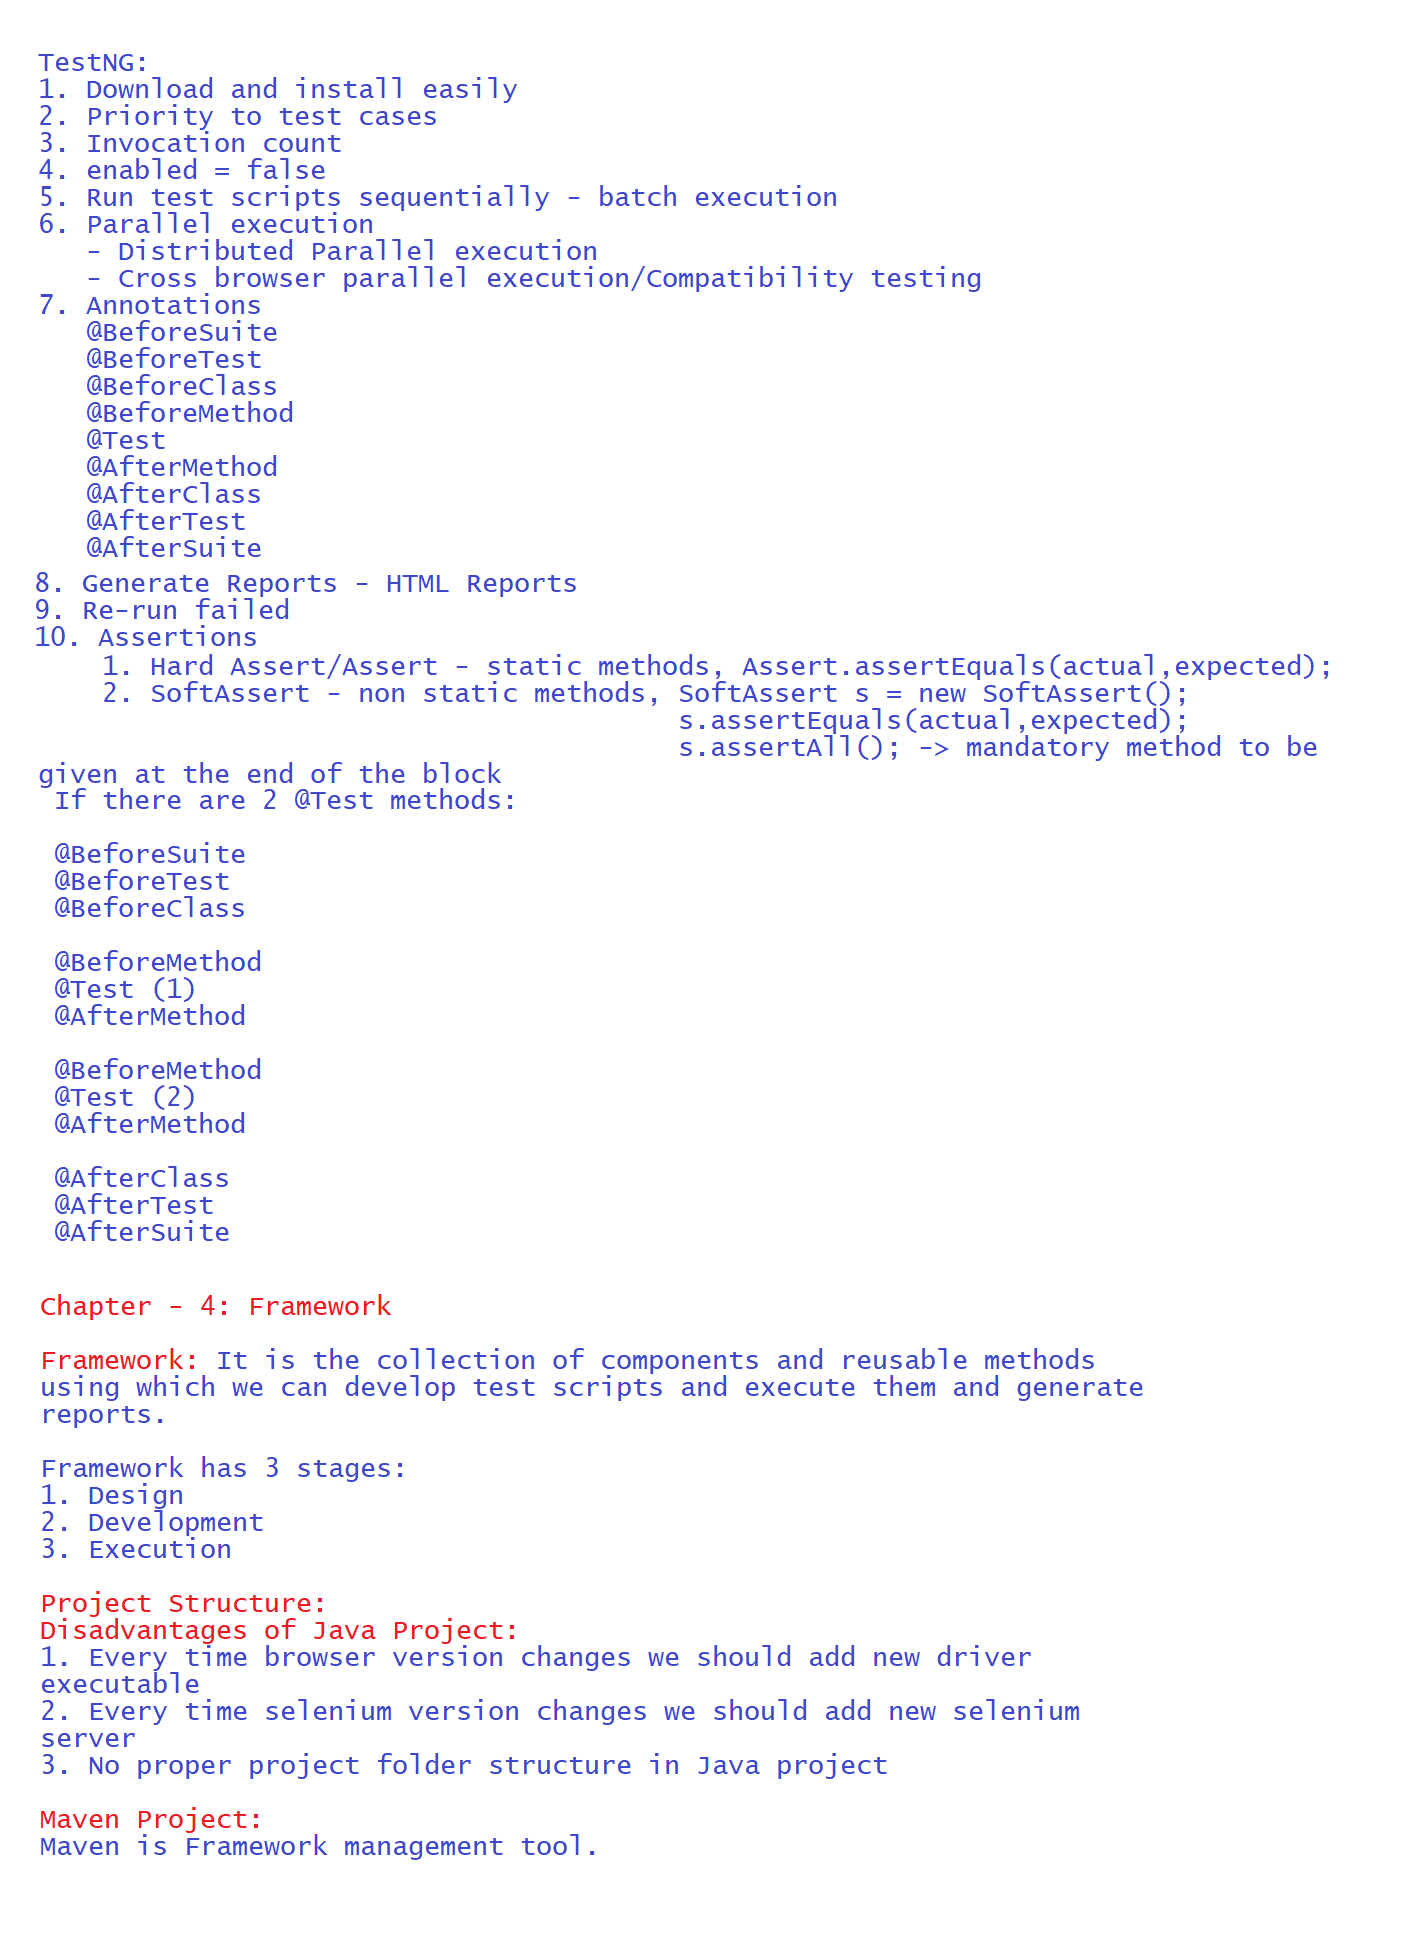 TestNG:
1. Download and install easily
2. Priority to test cases
3. Invocation count
4. enabled = false
5. Run test scripts sequentially - batch execution
6. Parallel execution
- Distributed Parallel execution
- Cross browser parallel execution/Compatibility testing
7. Annotations
@BeforeSuite
@BeforeTest
@BeforeClass
@BeforeMethod
@Test
@AfterMethod
@AfterClass
@AfterTest
@AfterSuite
8. Generate Reports - HTML Reports
9. Re-run failed
10. Assertions
1. Hard Assert/Assert - static methods, Assert.assertEquals(actual,expected);
2. SoftAssert - non static methods, SoftAssert s = new SoftAssert();
s.assertEquals(actual,expected);
s.assertAll(); -> mandatory method to be
given at the end of the block
If there are 2 @Test methods:
@BeforeSuite
@BeforeTest
@BeforeClass
@BeforeMethod
@Test (1)
@AfterMethod
@BeforeMethod
@Test (2)
@AfterMethod
@AfterClass
@AfterTest
@AfterSuite
Chapter - 4: Framework
Framework: It is the collection of components and reusable methods
using which we can develop test scripts and execute them and generate
reports.
Framework has 3 stages:
1. Design
2. Development
3. Execution
Project Structure:
Disadvantages of Java Project:
1. Every time browser version changes we should add new driver
executable
2. Every time selenium version changes we should add new selenium
server
3. No proper project folder structure in Java project
Maven Project:
Maven is Framework management tool.